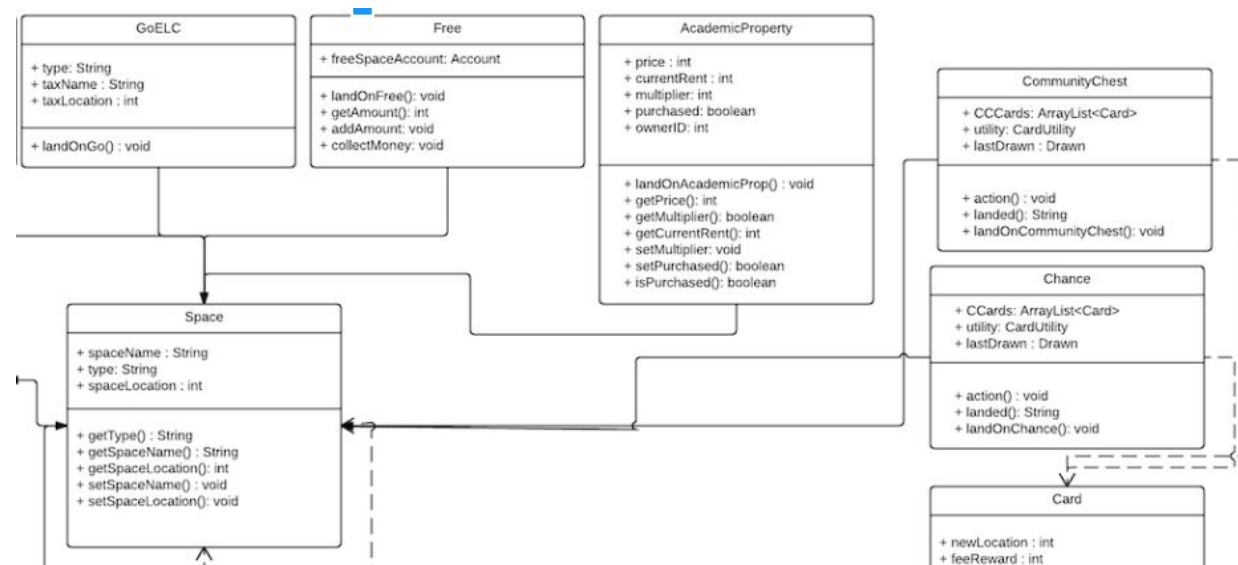 GoELC
+ type: String
+ taxName : String
+ taxLocation : int
+ landOnGo() : void
Free
+ freeSpaceAccount: Account
+ landOnFree(): void
+ getAmount(): int
+ addAmount: void
+ collectMoney: void
AcademicProperty
+ price : int
+ currentRent : int
+ multiplier: int
+ purchased: boolean
+ ownerID: int
+ landOnAcademicProp() : void
+ getPrice(): int
+ getMultiplier(): boolean
+ getCurrentRent(): int
+ setMultiplier: void
+ setPurchased(): boolean
+ isPurchased(): boolean
CommunityChest
+ CCCards: ArrayList<Card>
+ utility: CardUtility
+ lastDrawn : Drawn
+ action() : void
+ landed(): String
+ landOnCommunityChest(): void
Chance
+ CCards: ArrayList<Card>
+ utility: CardUtility
+ lastDrawn : Drawn
+ action() : void
+ landed(): String
+ landOnChance(): void
Space
+ spaceName : String
+ type: String
+ spaceLocation : int
+ getType() : String
+ getSpaceName() : String
+ getSpaceLocation(): int
+ setSpaceName() : void
+ setSpaceLocation(): void
Card
+ newLocation : int
+ feeReward : int